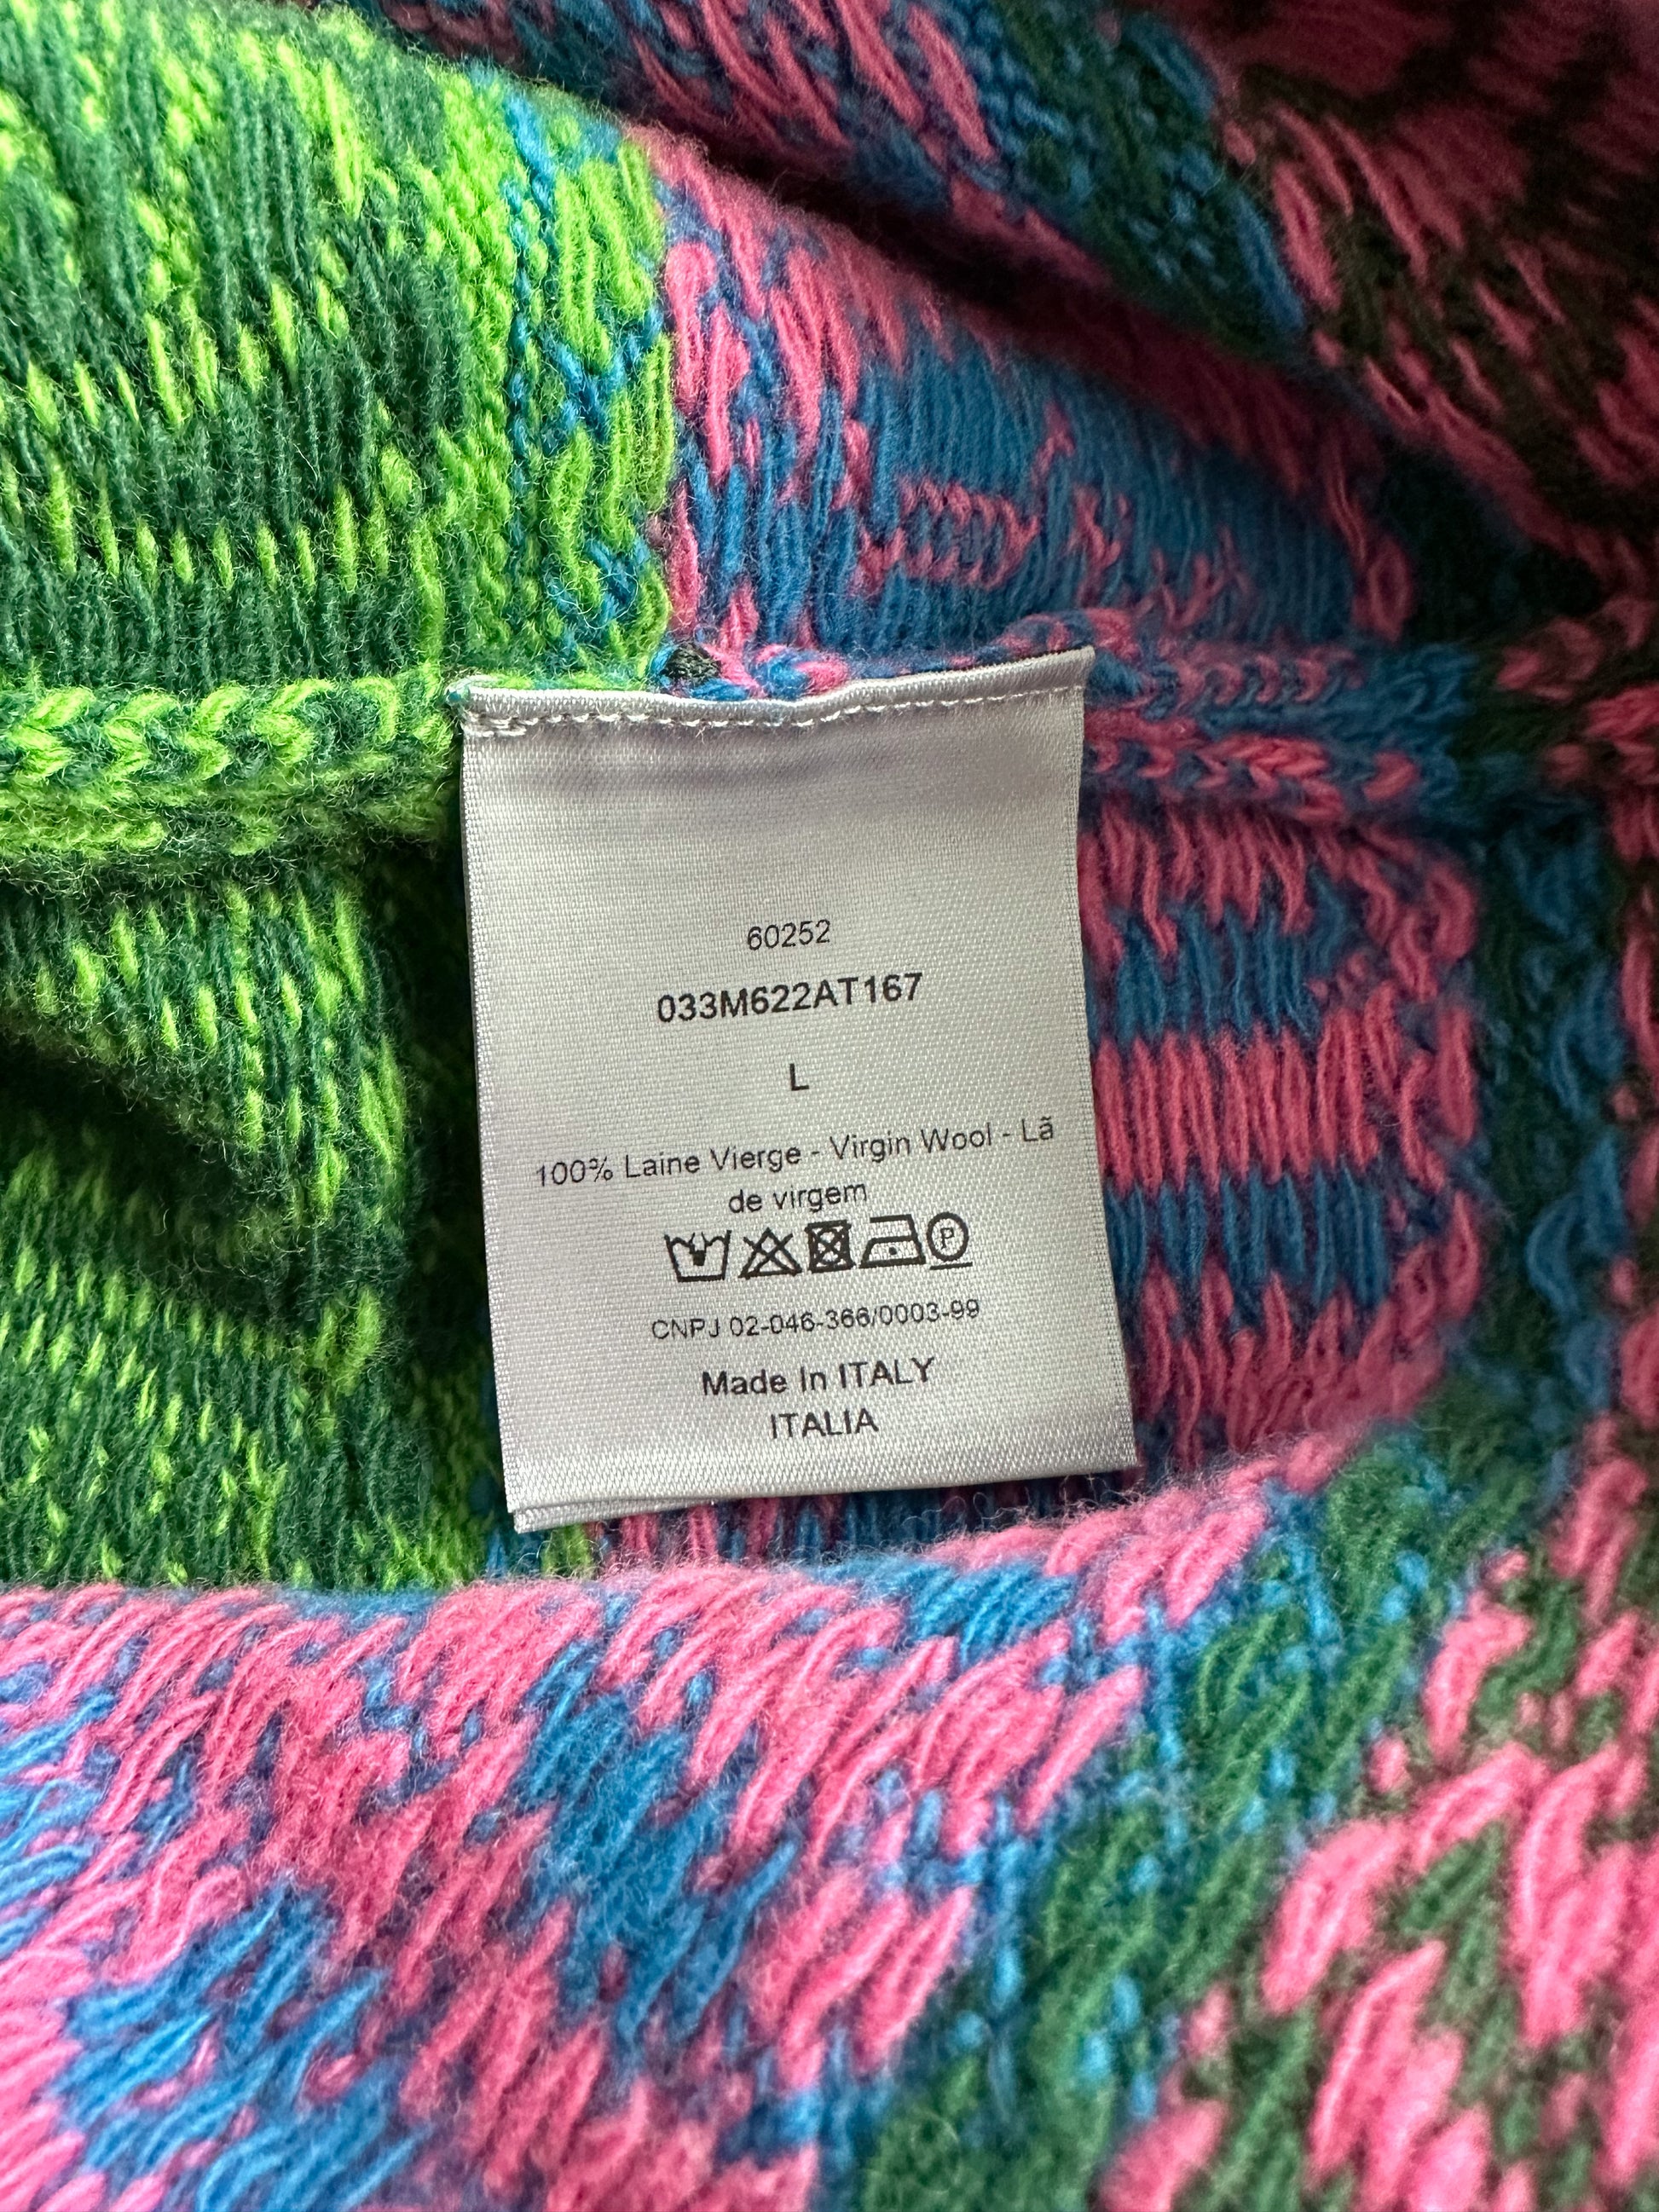 60252
033M622AT167
L
100% Laine Vierge - Virgin Wool - Lã
de virgem
P
CNPJ 02-046-366/0003-99
Made In ITALY
ITALIA